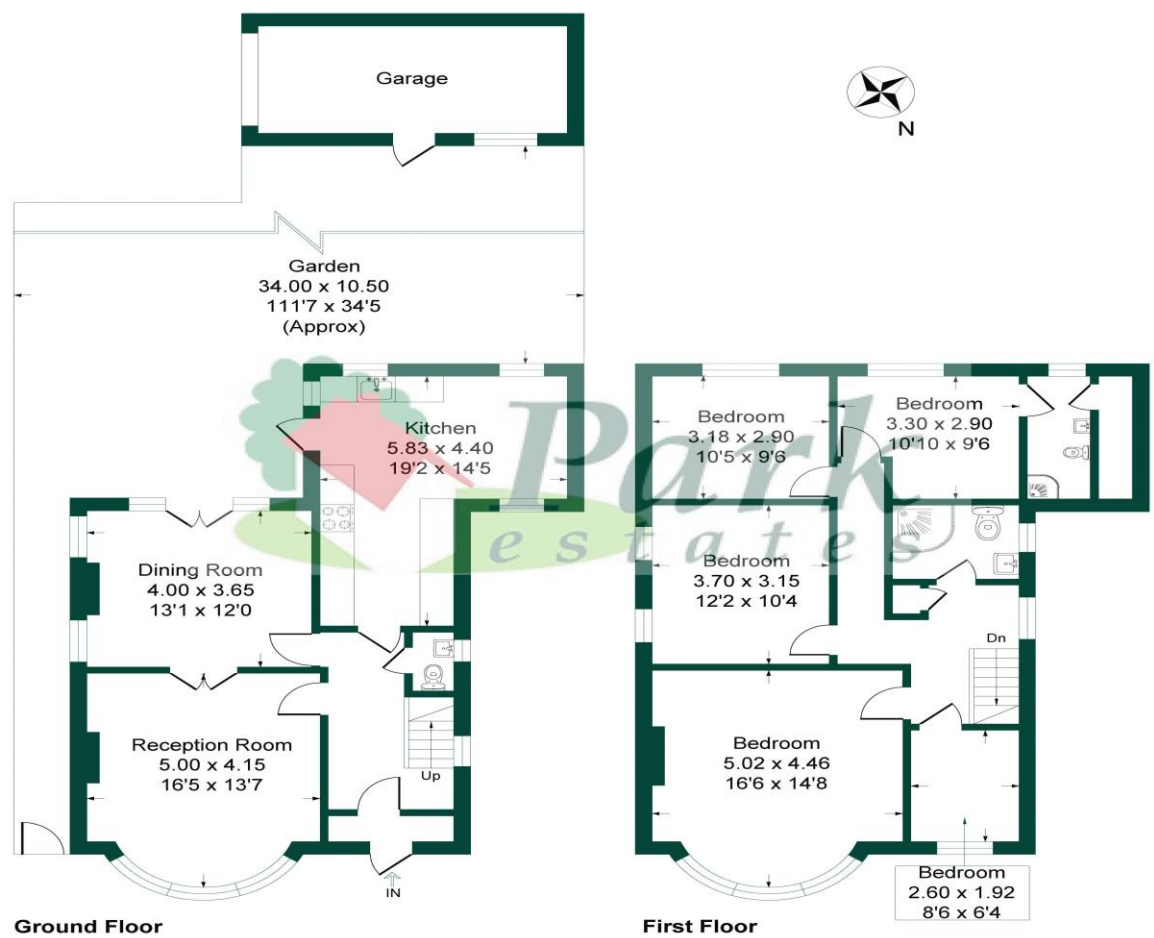 Garage
N
Garden
34.00 x 10.50
111'7 x 34'5
(Approx)
Park
estates
Kitchen
5.83 x 4.40
19'2 x 14'5
Dining Room
4.00 x 3.65
13'1 x 12'0
Reception Room
5.00 x 4.15
16'5 x 13'7
Up
IN
Ground Floor
Bedroom
3.18 x 2.90
10'5 x 9'6
Bedroom
3.30 x 2.90
10'10 x 9'6
Bedroom
3.70 x 3.15
12'2 x 10'4
Dn
Bedroom
5.02 x 4.46
16'6 x 14'8
Bedroom
2.60 x 1.92
8'6 x 6'4
First Floor